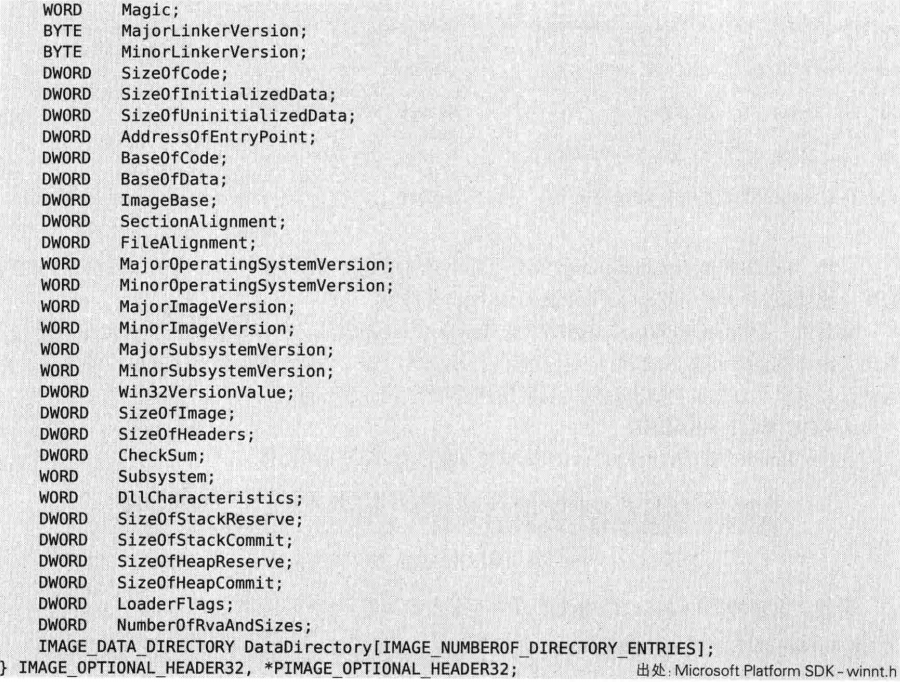 WORD Magic;
BYTE MajorLinkerVersion;
BYTE MinorLinkerVersion;
DWORD SizeOfCode;
DWORD SizeOfInitializedData;
DWORD SizeOfUninitializedData;
DWORD AddressOfEntryPoint;
DWORD BaseOfCode;
DWORD BaseOfData;
DWORD ImageBase;
DWORD SectionAlignment;
DWORD FileAlignment;
WORD MajorOperatingSystemVersion;
WORD MinorOperatingSystemVersion;
WORD MajorImageVersion;
WORD MinorImageVersion;
WORD MajorSubsystemVersion;
WORD MinorSubsystemVersion;
DWORD Win32VersionValue;
DWORD SizeOfImage;
DWORD SizeOfHeaders;
DWORD CheckSum;
WORD Subsystem;
WORD DllCharacteristics;
DWORD SizeOfStackReserve;
DWORD SizeOfStackCommit;
DWORD SizeOfHeapReserve;
DWORD SizeOfHeapCommit;
DWORD LoaderFlags;
DWORD NumberOfRvaAndSizes;
IMAGE_DATA_DIRECTORY DataDirectory[IMAGE_NUMBEROF_DIRECTORY_ENTRIES];
} IMAGE_OPTIONAL_HEADER32, *PIMAGE_OPTIONAL_HEADER32; 出处: Microsoft Platform SDK - winnt.h